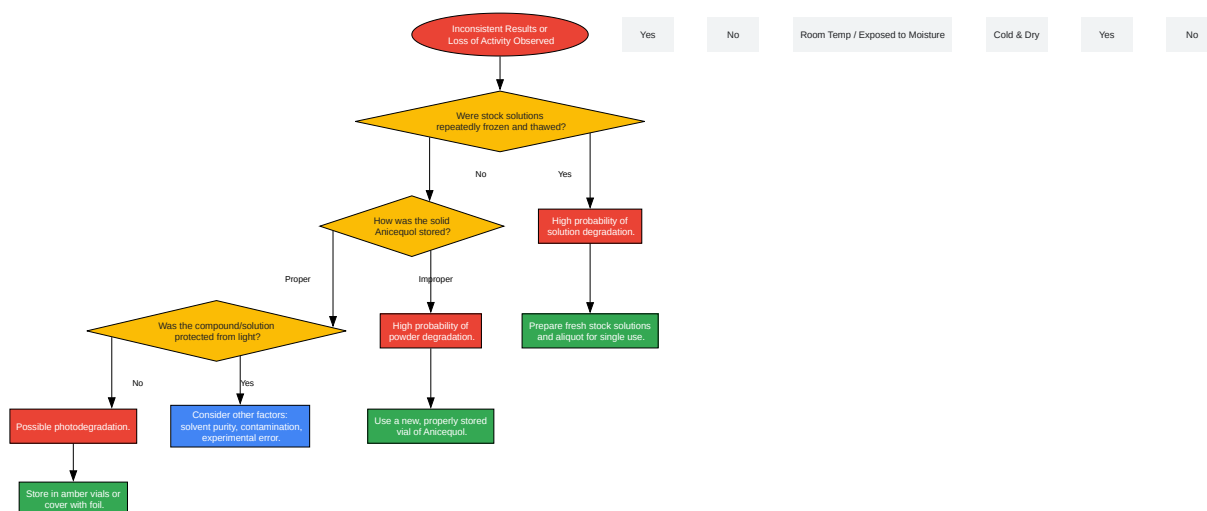 Inconsistent Results or
Loss of Activity Observed
Yes
No
Room Temp / Exposed to Moisture
Cold & Dry
Yes
No
Were stock solutions
repeatedly frozen and thawed?
No
Yes
How was the solid
Anicequol stored?
High probability of
solution degradation.
Proper
Improper
Was the compound/solution
protected from light?
High probability of
powder degradation.
Prepare fresh stock solutions
and aliquot for single use.
No
Yes
Possible photodegradation.
Consider other factors:
solvent purity, contamination,
experimental error.
Use a new, properly stored
vial of Anicequol.
Store in amber vials or
cover with foil.